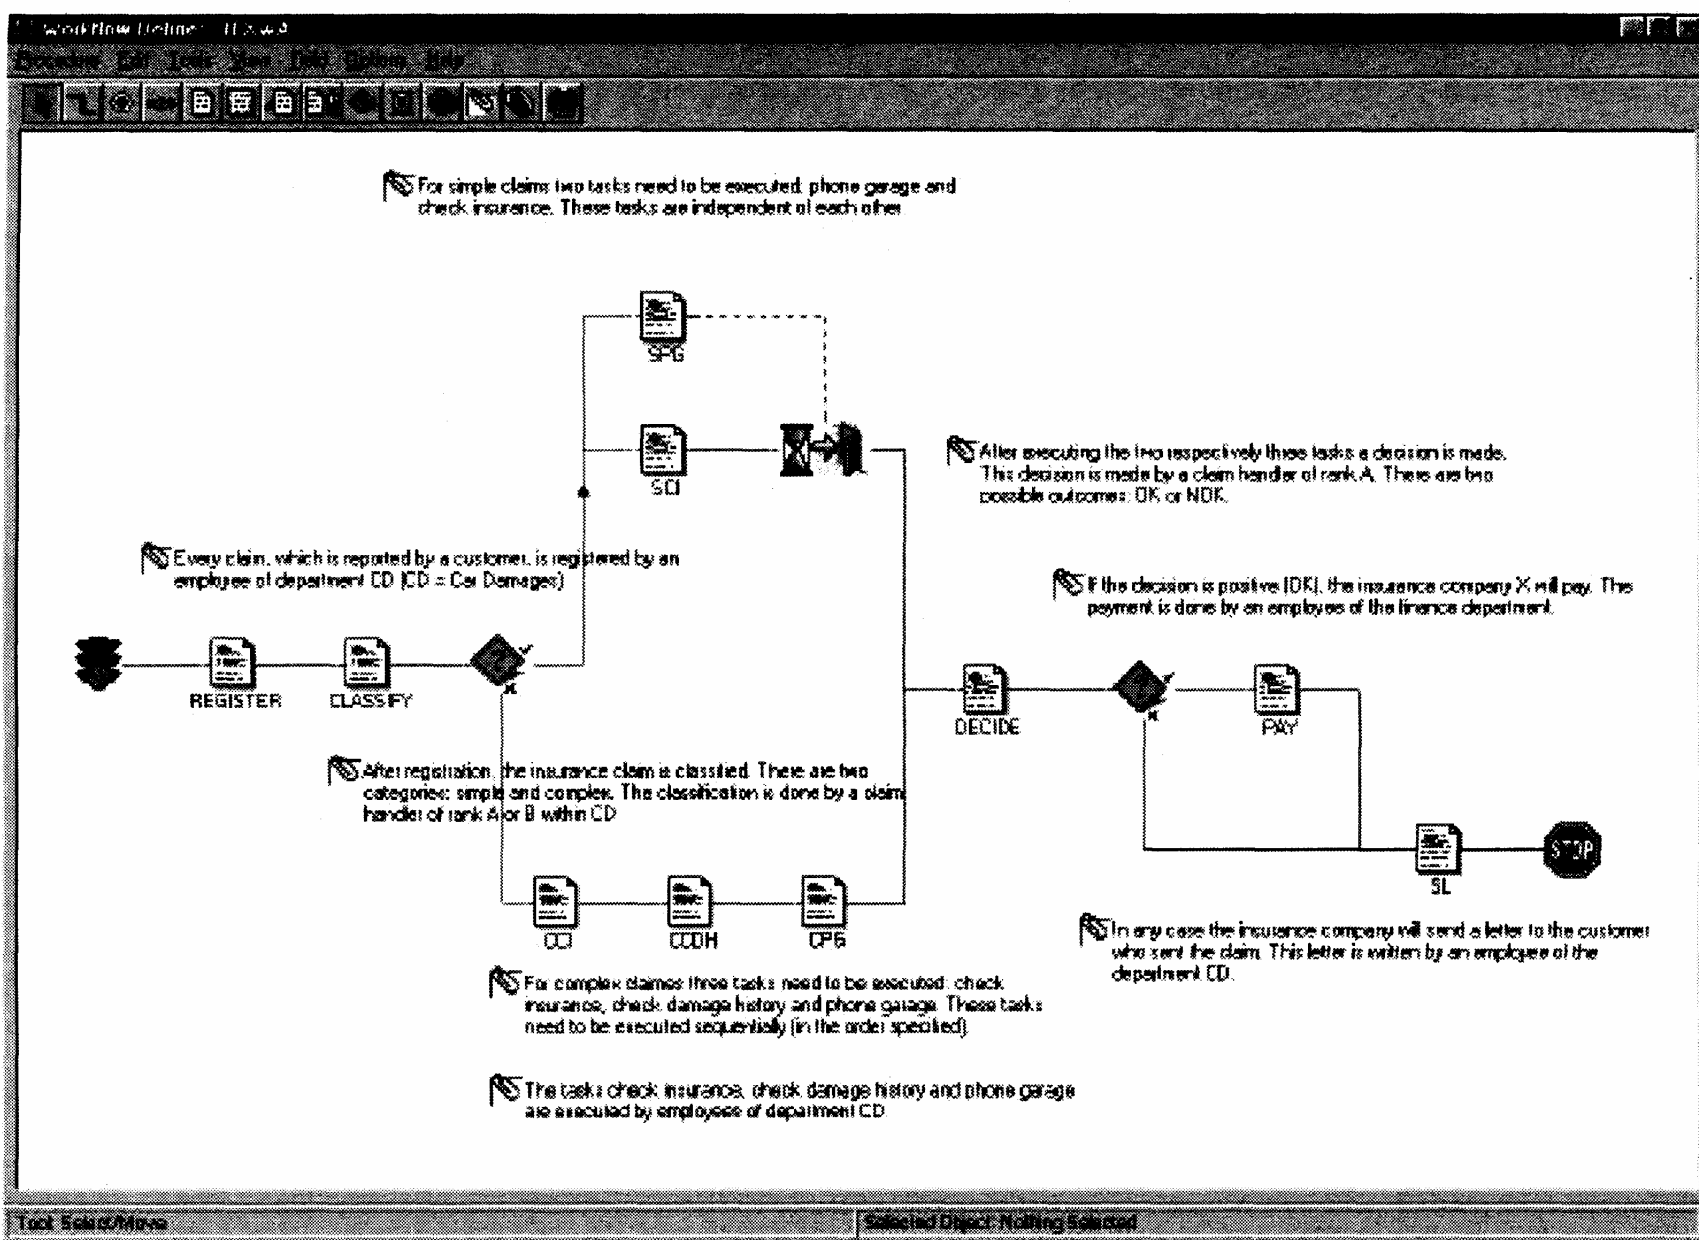 Workflow Definer
Procedure Edit Tools View Help
For simple claims two tasks need to be executed: phone garage and
check insurance. These tasks are independent of each other.
SPG
SCI
After executing the two respectively three tasks a decision is made.
This decision is made by a claim handler of rank A. There are two
possible outcomes: OK or NOK.
Every claim, which is reported by a customer, is registered by an
employee of department CD (CD = Car Damages)
If the decision is positive (OK), the insurance company X will pay. The
payment is done by an employee of the finance department.
REGISTER
CLASSIFY
DECIDE
PAY
After registration, the insurance claim is classified. There are two
categories: simple and complex. The classification is done by a claim
handler of rank A or B within CD
STOP
SL
CCI
CCDH
CPG
In any case the insurance company will send a letter to the customer
who sent the claim. This letter is written by an employee of the
department CD.
For complex claimes three tasks need to be executed: check
insurance, check damage history and phone garage. These tasks
need to be executed sequentially (in the order specified).
The tasks check insurance, check damage history and phone garage
are executed by employees of department CD
Tool: Select/Move
Selected Object: Nothing Selected